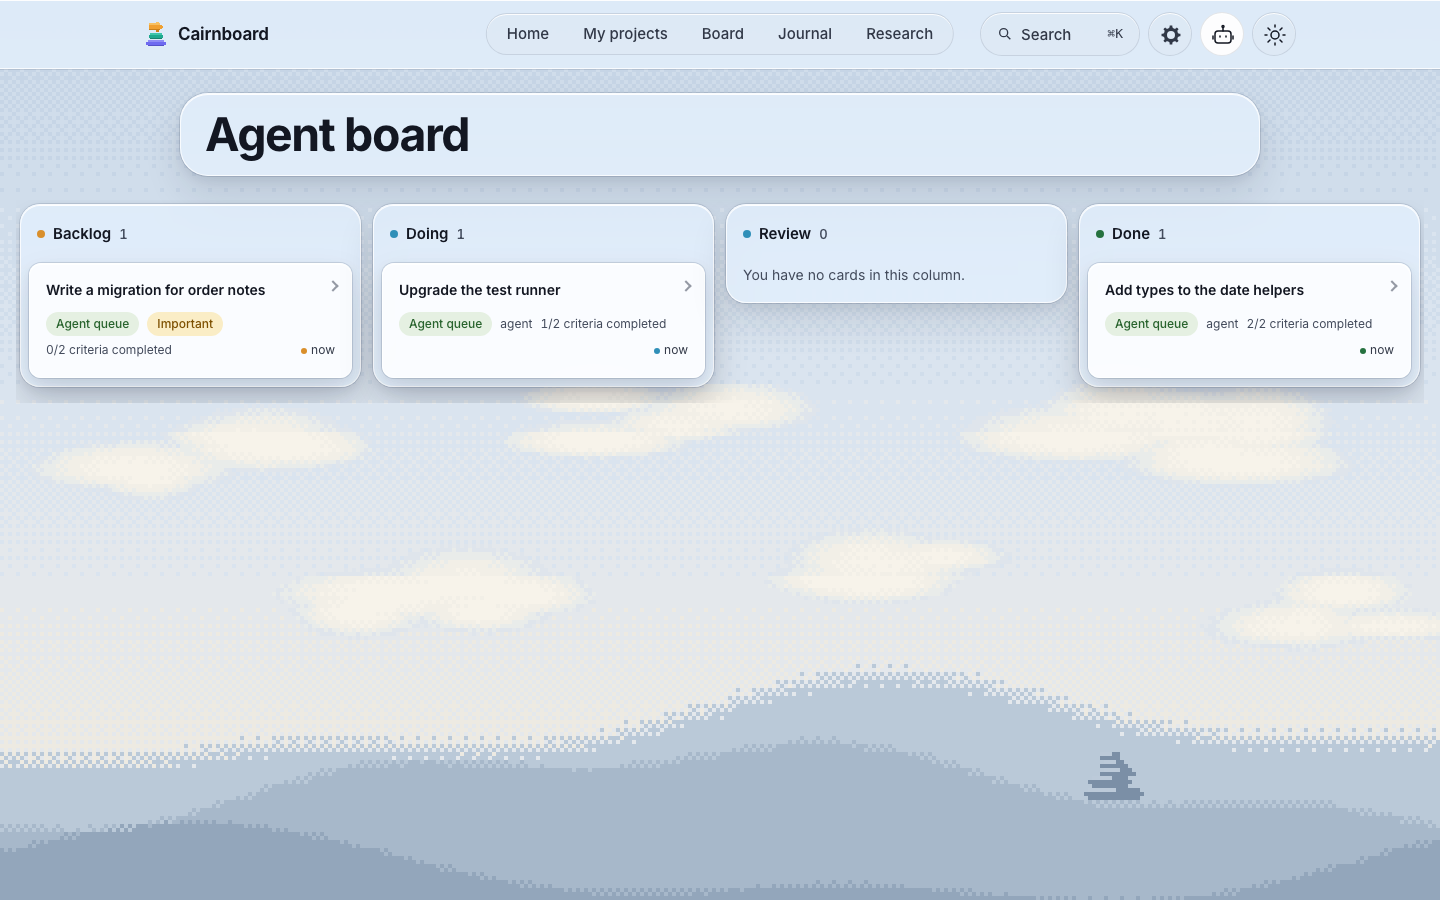 Cairnboard
Home My projects Board Journal Research
Search ⌘K
Agent board
Backlog 1
Write a migration for order notes
Agent queue Important
0/2 criteria completed now
Doing 1
Upgrade the test runner
Agent queue agent 1/2 criteria completed
now
Review 0
You have no cards in this column.
Done 1
Add types to the date helpers
Agent queue agent 2/2 criteria completed
now